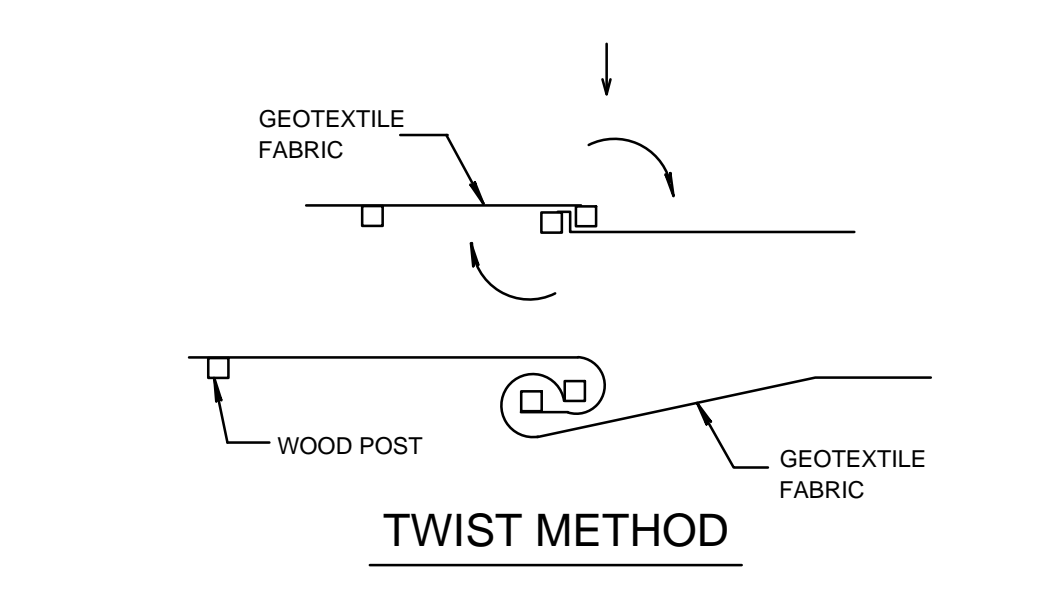 GEOTEXTILE
FABRIC
WOOD POST
GEOTEXTILE
FABRIC
TWIST METHOD